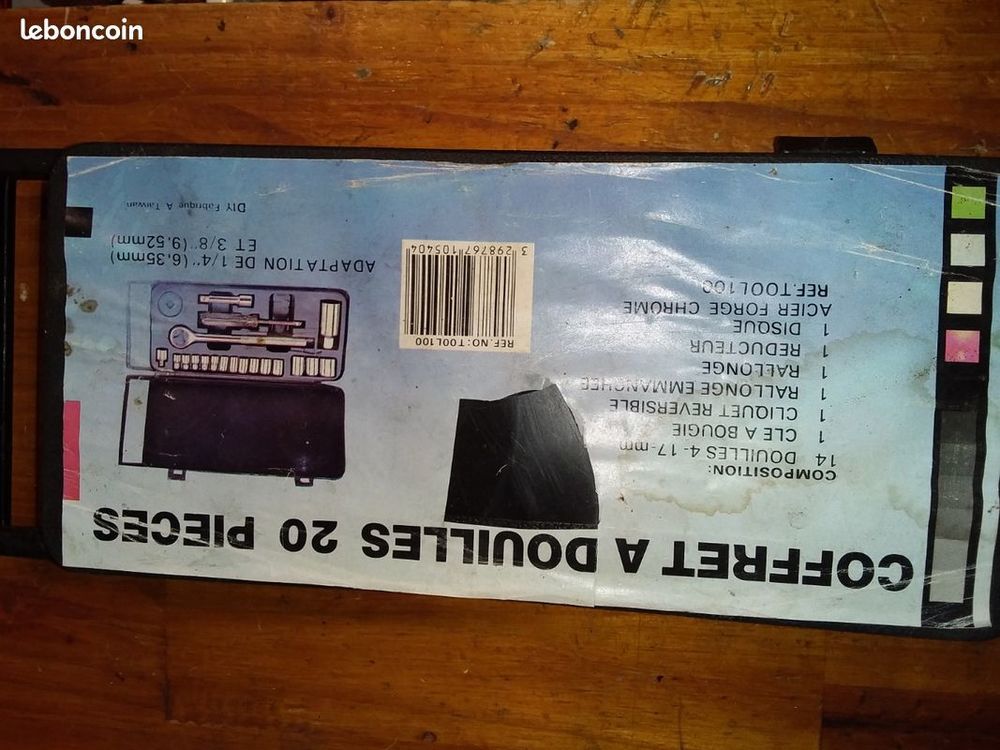 leboncoin
COFFRET A DOUILLES 20 PIECES
COMPOSITION:
14 DOUILLES 4-17-mm
1 CLE A BOUGIE
1 CLIQUET REVERSIBLE
1 RALLONGE EMMANCHEE
1 RALLONGE
1 REDUCTEUR
1 DISQUE
ACIER FORGE CHROME
REF.TOOL100
REF.NO:TOOL100
3 298767 105404
ADAPTATION DE 1/4" (6.35mm)
ET 3/8" (9.52mm)
DIY Fabrique A Taiwan